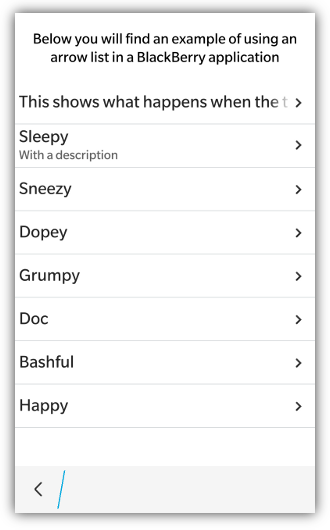 Below you will find an example of using an
arrow list in a BlackBerry application
This shows what happens when the t
Sleepy
With a description
Sneezy
Dopey
Grumpy
Doc
Bashful
Happy